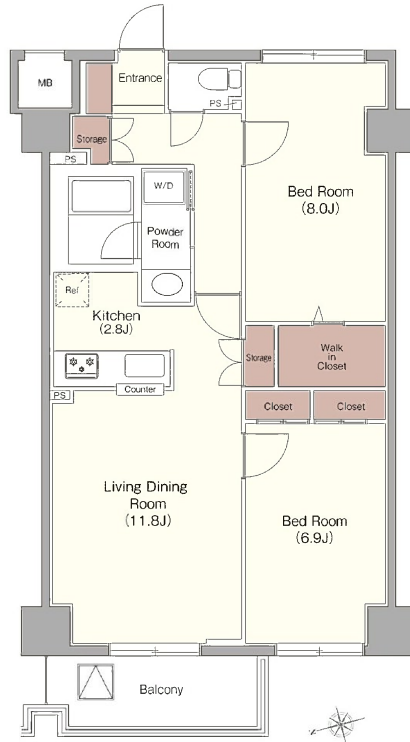 MB
Entrance
PS
Storage
PS
W/D
Powder
Room
Bed Room
(8.0J)
Ref
Kitchen
(2.8J)
Storage
Walk
in
Closet
Counter
PS
Closet
Closet
Living Dining
Room
(11.8J)
Bed Room
(6.9J)
Balcony